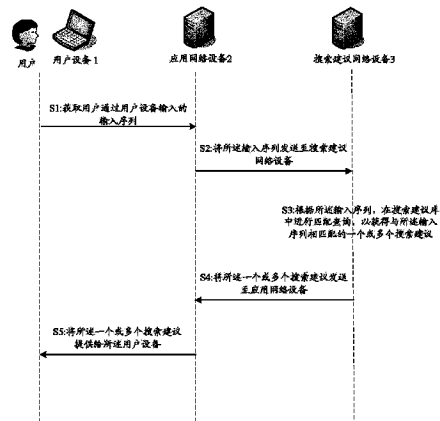 用户
用户设备1
应用网络设备2
搜索建议网络设备3
S1:获取用户通过用户设备输入的
输入序列
S2:将所述输入序列发送至搜索建议
网络设备
S3:根据所述输入序列，在搜索建议库
中进行匹配查询，以获得与所述输入
序列相匹配的一个或多个搜索建议
S4:将所述一个或多个搜索建议发送
至应用网络设备
S5:将所述一个或多个搜索建议
提供给所述用户设备